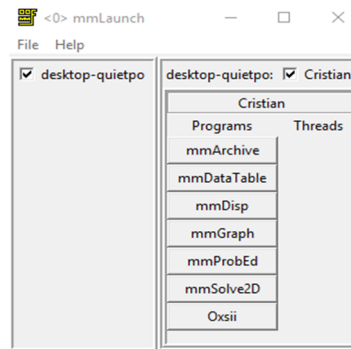 <0> mmLaunch
File Help
desktop-quietpo
desktop-quietpo: Cristian
Cristian
Programs Threads
mmArchive
mmDataTable
mmDisp
mmGraph
mmProbEd
mmSolve2D
Oxsii